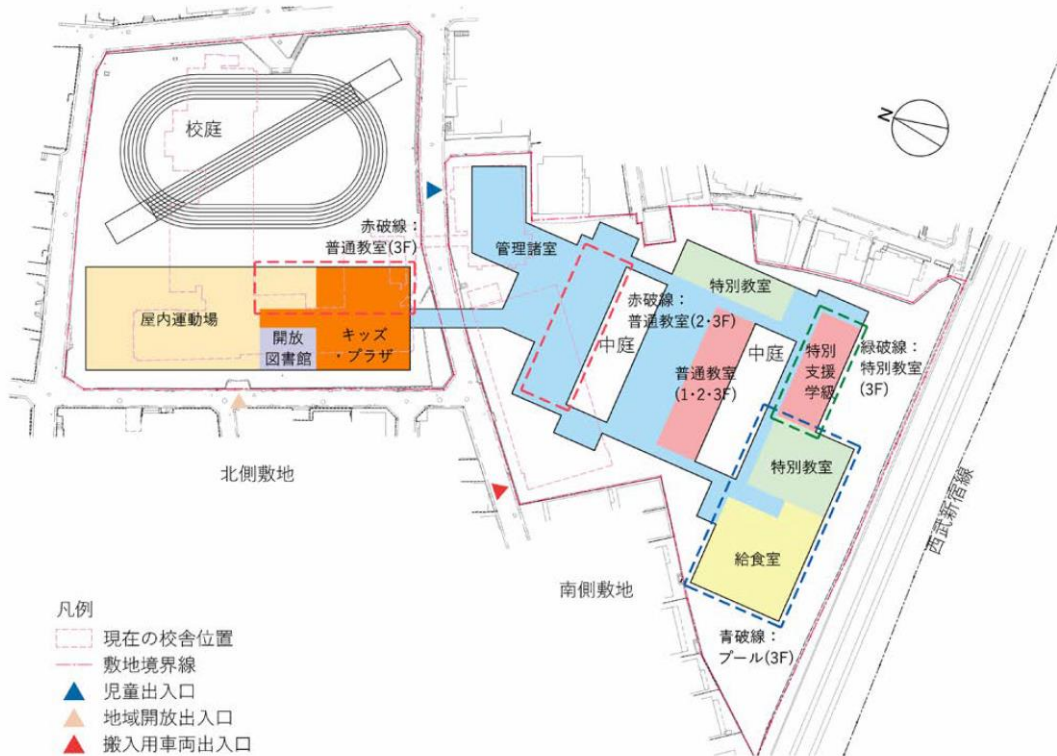 校庭
赤破線：
普通教室(3F)
屋内運動場
開放
図書館
キッズ
・プラザ
北側敷地
N
管理諸室
赤破線：
普通教室(2・3F)
中庭
特別教室
普通教室
(1・2・3F)
中庭
特別
支援
学級
緑破線：
特別教室
(3F)
特別教室
給食室
南側敷地
青破線：
プール(3F)
西武新宿線
凡例
現在の校舎位置
敷地境界線
児童出入口
地域開放出入口
搬入用車両出入口